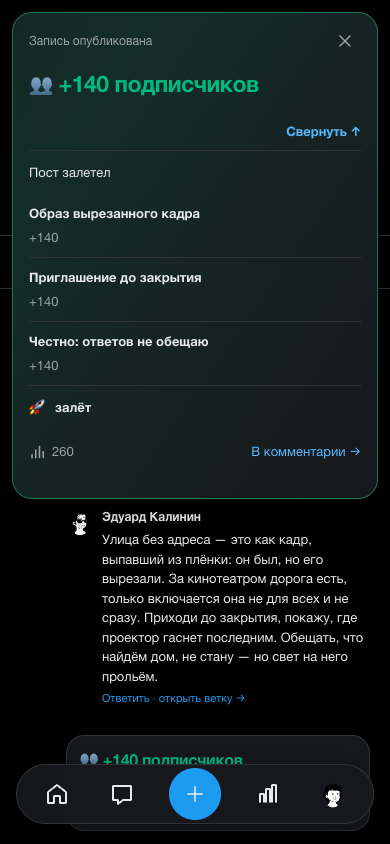 Запись опубликована
+140 подписчиков
Свернуть ↑
Пост залетел
Образ вырезанного кадра
+140
Приглашение до закрытия
+140
Честно: ответов не обещаю
+140
залёт
260
В комментарии →
Эдуард Калинин
Улица без адреса — это как кадр,
выпавший из плёнки: он был, но его
вырезали. За кинотеатром дорога есть,
только включается она не для всех и не
сразу. Приходи до закрытия, покажу, где
проектор гаснет последним. Обещать, что
найдём дом, не стану — но свет на него
прольём.
Ответить · открыть ветку →
+140 подписчиков